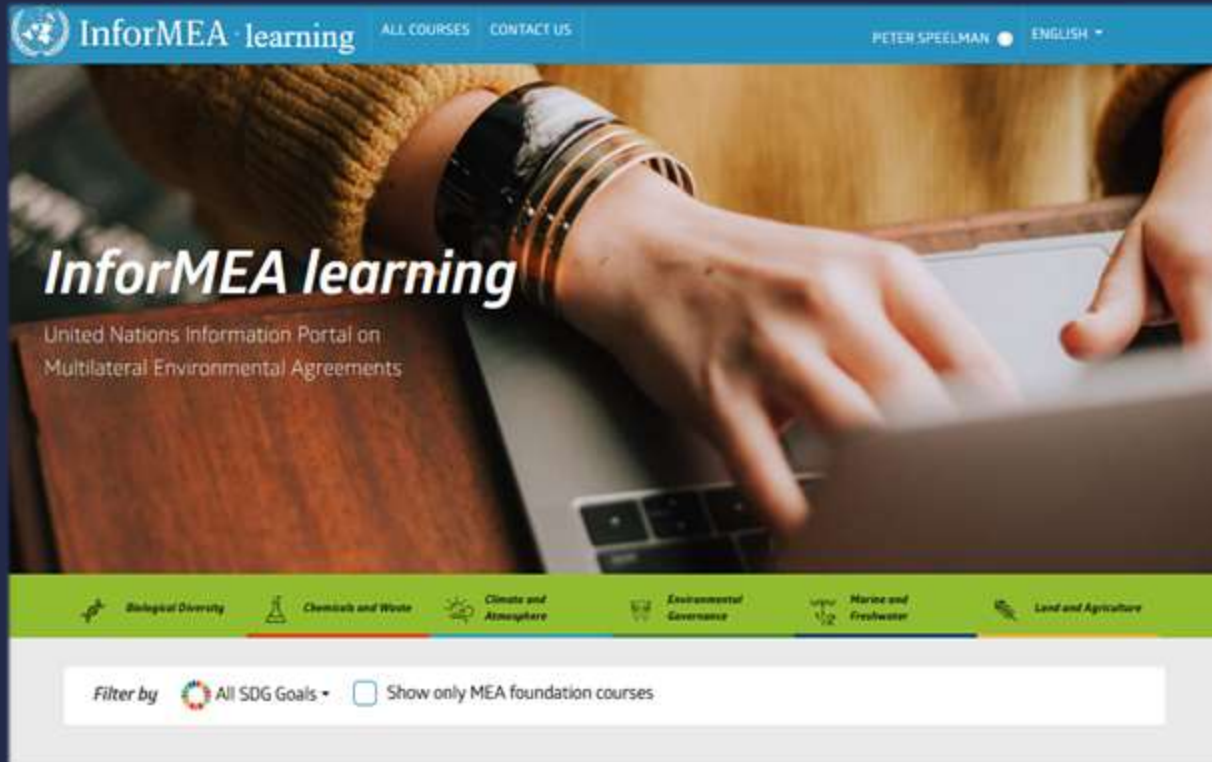 InforMEA learning
ALL COURSES
CONTACT US
PETER SPEELMAN
ENGLISH
InforMEA learning
United Nations Information Portal on
Multilateral Environmental Agreements
Biological Diversity
Chemicals and Waste
Climate and
Atmosphere
Environmental
Governance
Marine and
Freshwater
Land and Agriculture
Filter by
All SDG Goals
Show only MEA foundation courses